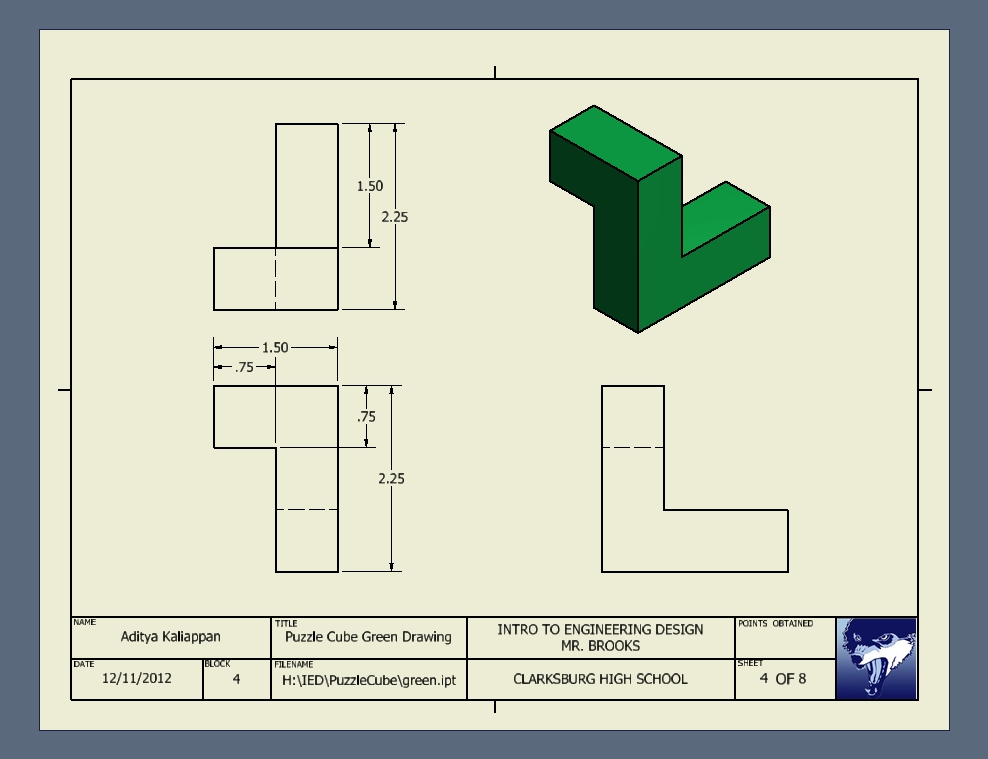 1.50
2.25
1.50
.75
.75
2.25
NAME
Aditya Kaliappan
TITLE
Puzzle Cube Green Drawing
INTRO TO ENGINEERING DESIGN
MR. BROOKS
POINTS OBTAINED
DATE
12/11/2012
BLOCK
4
FILENAME
H:\IED\PuzzleCube\green.ipt
CLARKSBURG HIGH SCHOOL
SHEET
4 OF 8